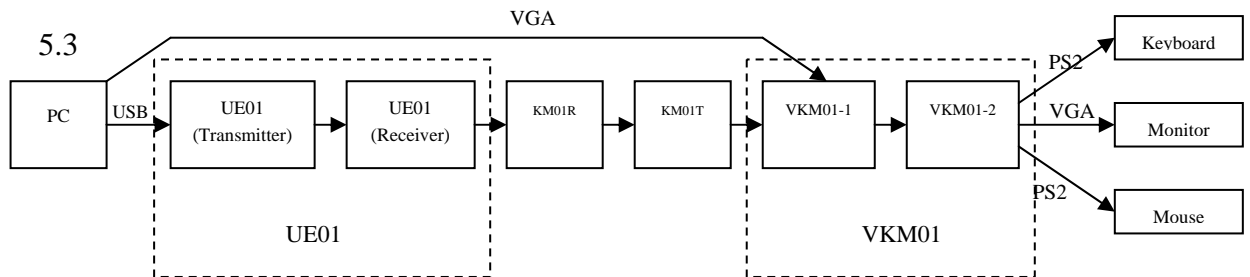 VGA
5.3
Keyboard
PS2
PC
USB
UE01
(Transmitter)
UE01
(Receiver)
KM01R
KM01T
VKM01-1
VKM01-2
VGA
Monitor
PS2
Mouse
UE01
VKM01